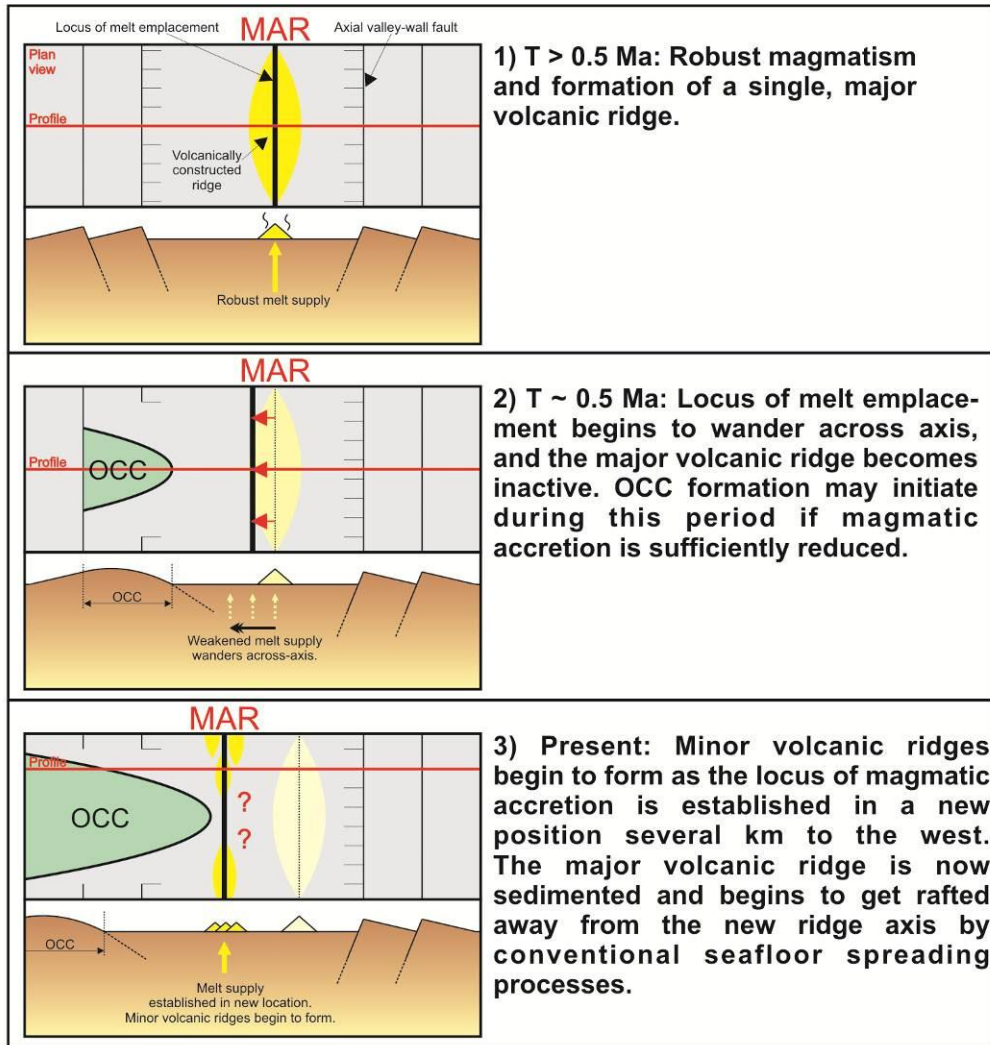 MAR
Locus of melt emplacement
Axial valley-wall fault
Plan
view
Profile
Volcanically
constructed
ridge
Robust melt supply
1) T > 0.5 Ma: Robust magmatism
and formation of a single, major
volcanic ridge.
MAR
Profile
OCC
OCC
Weakened melt supply
wanders across-axis.
2) T ~ 0.5 Ma: Locus of melt emplace-
ment begins to wander across axis,
and the major volcanic ridge becomes
inactive. OCC formation may initiate
during this period if magmatic
accretion is sufficiently reduced.
MAR
Profile
OCC
?
?
OCC
Melt supply
established in new location.
Minor volcanic ridges begin to form.
3) Present: Minor volcanic ridges
begin to form as the locus of magmatic
accretion is established in a new
position several km to the west.
The major volcanic ridge is now
sedimented and begins to get rafted
away from the new ridge axis by
conventional seafloor spreading
processes.